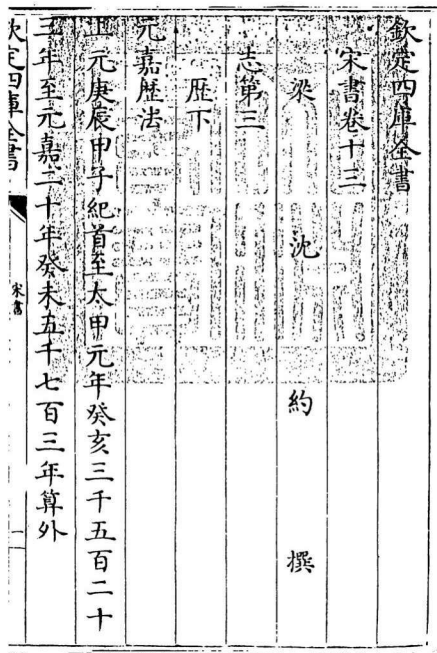 欽定四庫全書
宋書卷十三
梁沈約撰
志第三
厯下
元嘉厯法
上元庚辰甲子紀首至太甲元年癸亥三千五百二十
三年至元嘉二十年癸未五千七百三年算外
欽定四庫全書
宋書
一